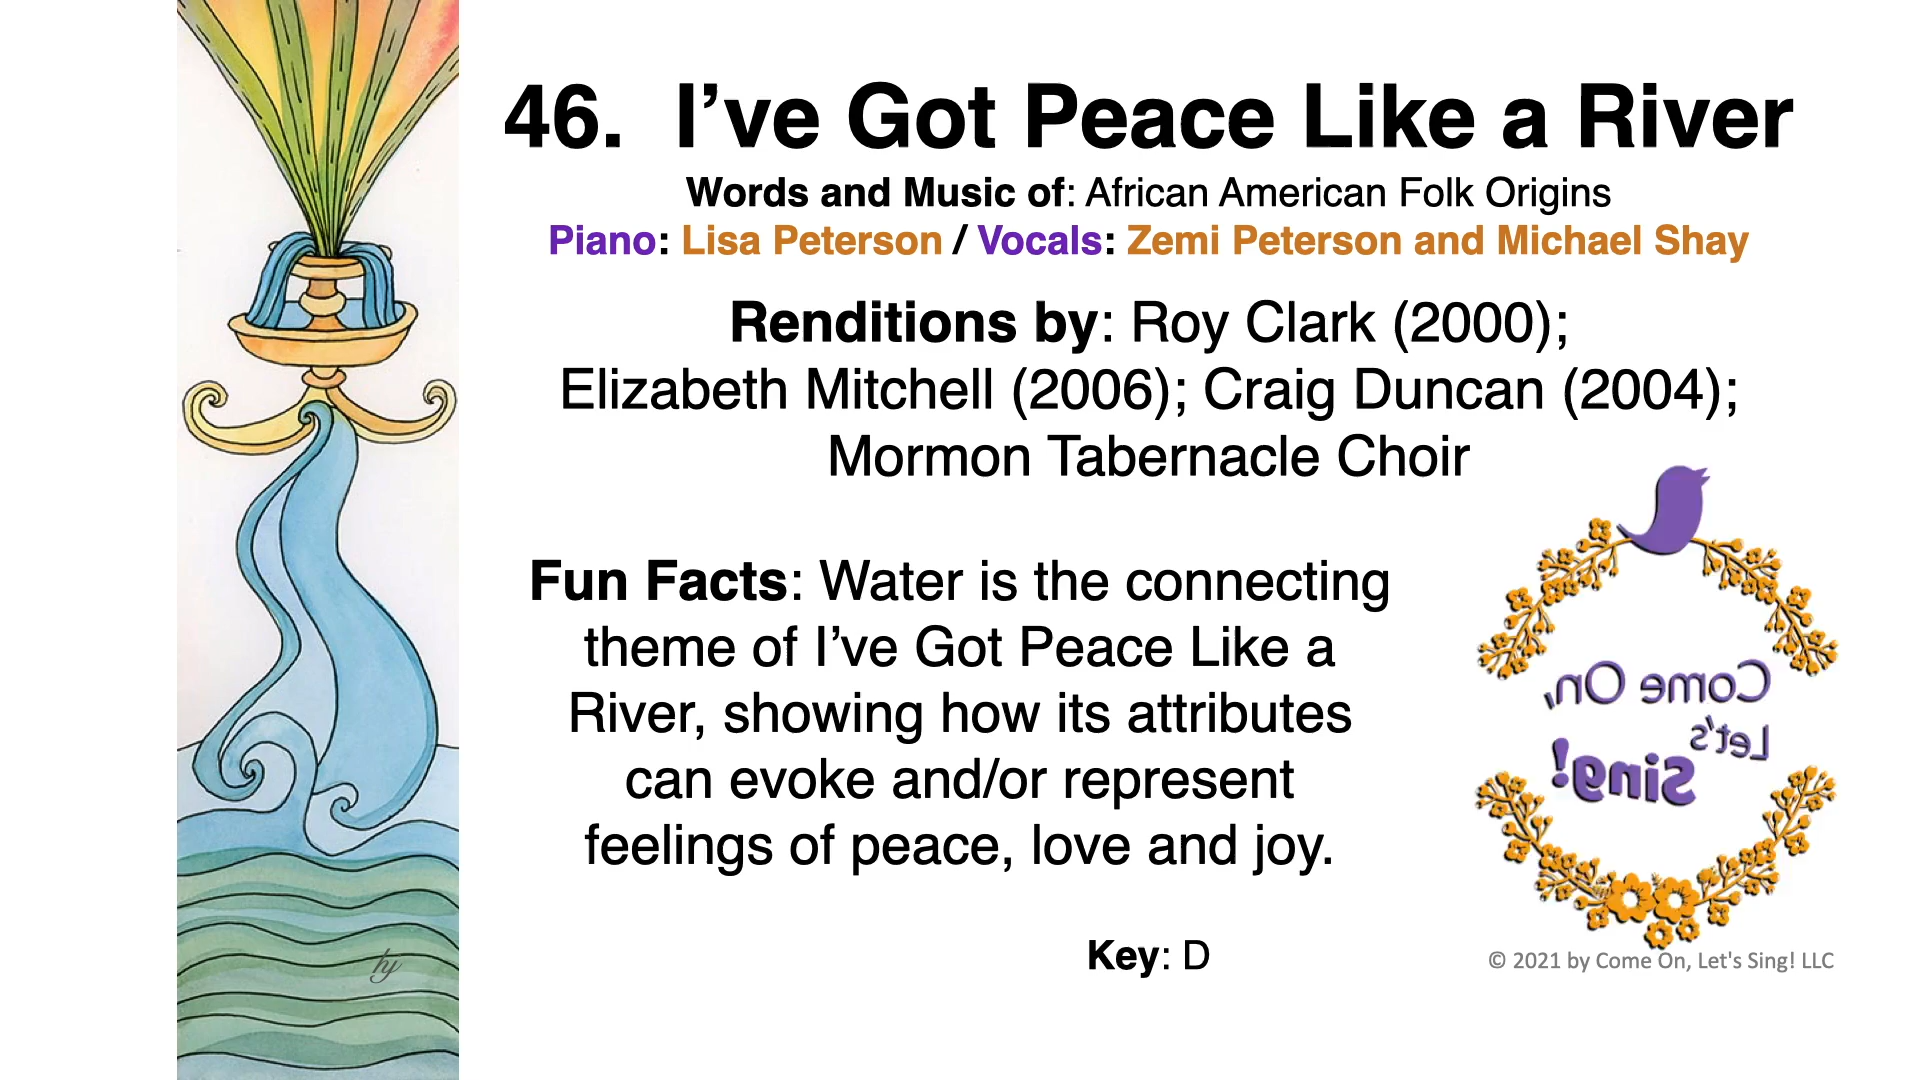 46. I’ve Got Peace Like a River
Words and Music of: African American Folk Origins
Piano: Lisa Peterson / Vocals: Zemi Peterson and Michael Shay
Renditions by: Roy Clark (2000);
Elizabeth Mitchell (2006); Craig Duncan (2004);
Mormon Tabernacle Choir
Fun Facts: Water is the connecting
theme of I’ve Got Peace Like a
River, showing how its attributes
can evoke and/or represent
feelings of peace, love and joy.
Key: D
Come On,
Let's
Sing!
© 2021 by Come On, Let's Sing! LLC
hy